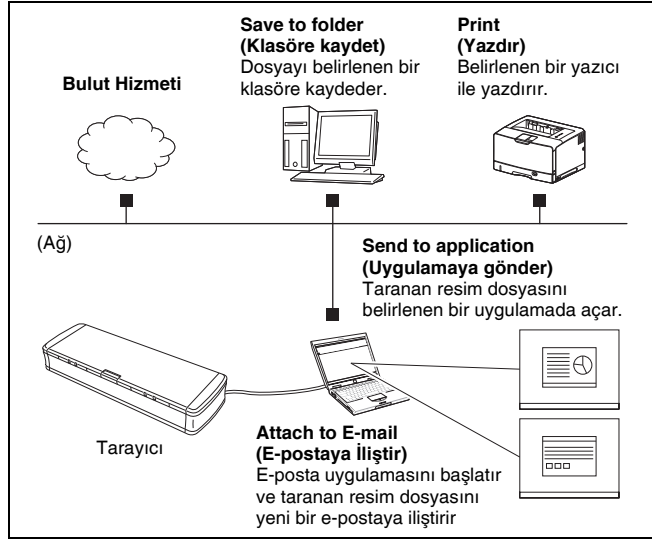 Bulut Hizmeti
Save to folder
(Klasöre kaydet)
Dosyayı belirlenen bir
klasöre kaydeder.
Print
(Yazdır)
Belirlenen bir yazıcı
ile yazdırır.
(Ağ)
Send to application
(Uygulamaya gönder)
Taranan resim dosyasını
belirlenen bir uygulamada açar.
Tarayıcı
Attach to E-mail
(E-postaya İliştir)
E-posta uygulamasını başlatır
ve taranan resim dosyasını
yeni bir e-postaya iliştirir